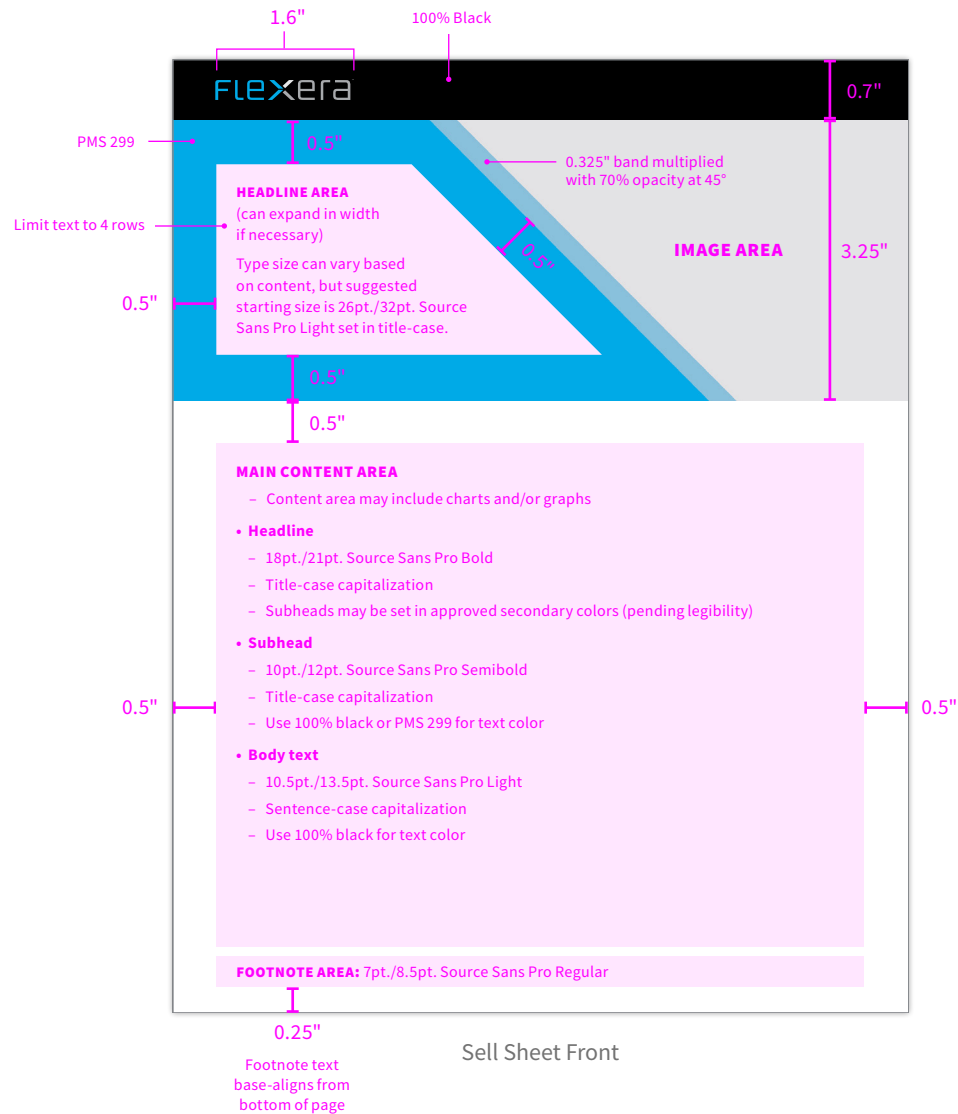 1.6"
100% Black
FLexera
0.7"
PMS 299
0.5"
0.325" band multiplied
with 70% opacity at 45°
HEADLINE AREA
(can expand in width
if necessary)
Limit text to 4 rows
IMAGE AREA
3.25"
0.5"
Type size can vary based
on content, but suggested
starting size is 26pt./32pt. Source
Sans Pro Light set in title-case.
0.5"
0.5"
0.5"
MAIN CONTENT AREA
– Content area may include charts and/or graphs
• Headline
– 18pt./21pt. Source Sans Pro Bold
– Title-case capitalization
– Subheads may be set in approved secondary colors (pending legibility)
• Subhead
– 10pt./12pt. Source Sans Pro Semibold
– Title-case capitalization
0.5"
0.5"
– Use 100% black or PMS 299 for text color
• Body text
– 10.5pt./13.5pt. Source Sans Pro Light
– Sentence-case capitalization
– Use 100% black for text color
FOOTNOTE AREA: 7pt./8.5pt. Source Sans Pro Regular
0.25"
Sell Sheet Front
Footnote text
base-aligns from
bottom of page